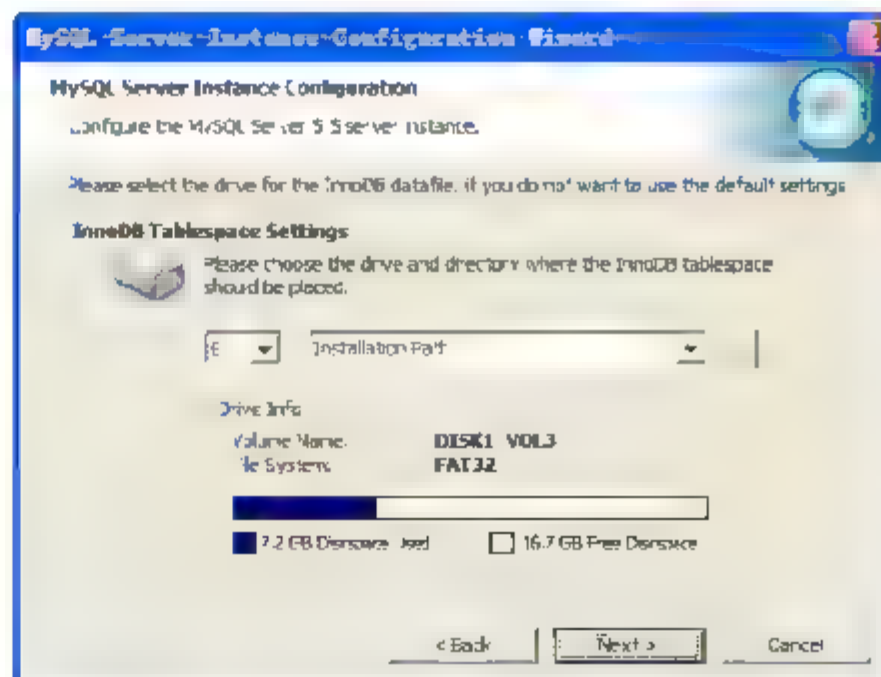 MySQL Server Instance Configuration Wizard
MySQL Server Instance Configuration
Configure the MySQL Server 5.5 server instance.
Please select the drive for the InnoDB datafile, if you do not want to use the default settings
InnoDB Tablespace Settings
Please choose the drive and directory where the InnoDB tablespace
should be placed.
Installation Path
Drive Info
Volume Name:
DISK1_VOL3
File System:
FAT32
7.2 GB Diskspace Used
16.7 GB Free Diskspace
< Back
Next >
Cancel